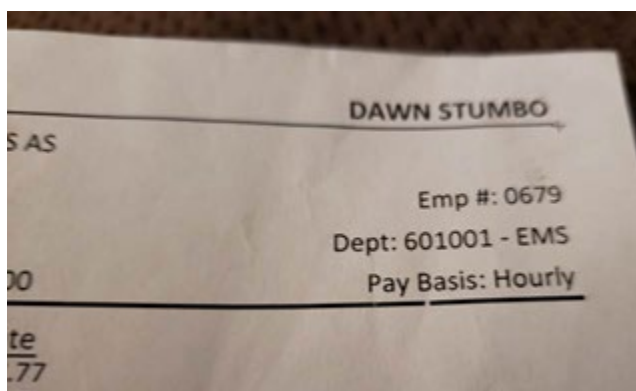 DAWN STUMBO
S AS
Emp #: 0679
Dept: 601001 - EMS
00 Pay Basis: Hourly
te
.77